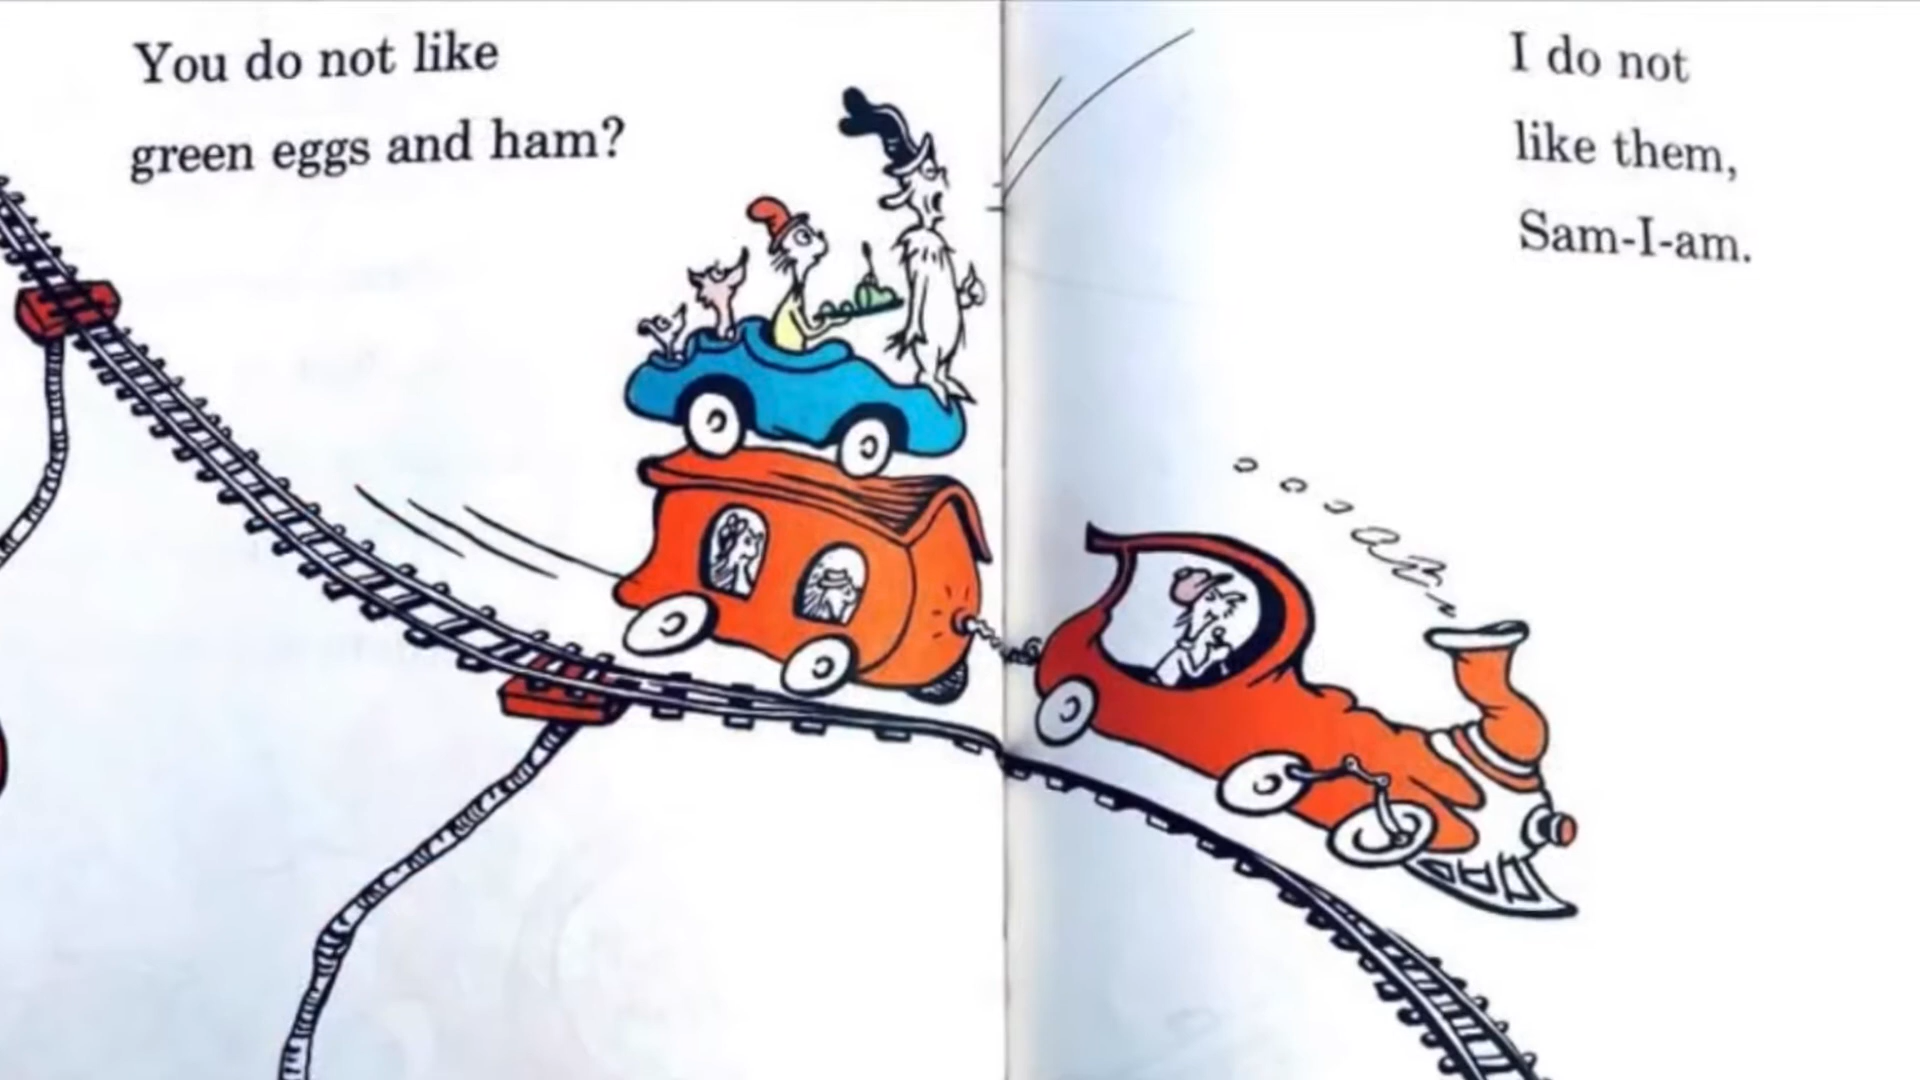 You do not like
green eggs and ham?
I do not
like them,
Sam-I-am.